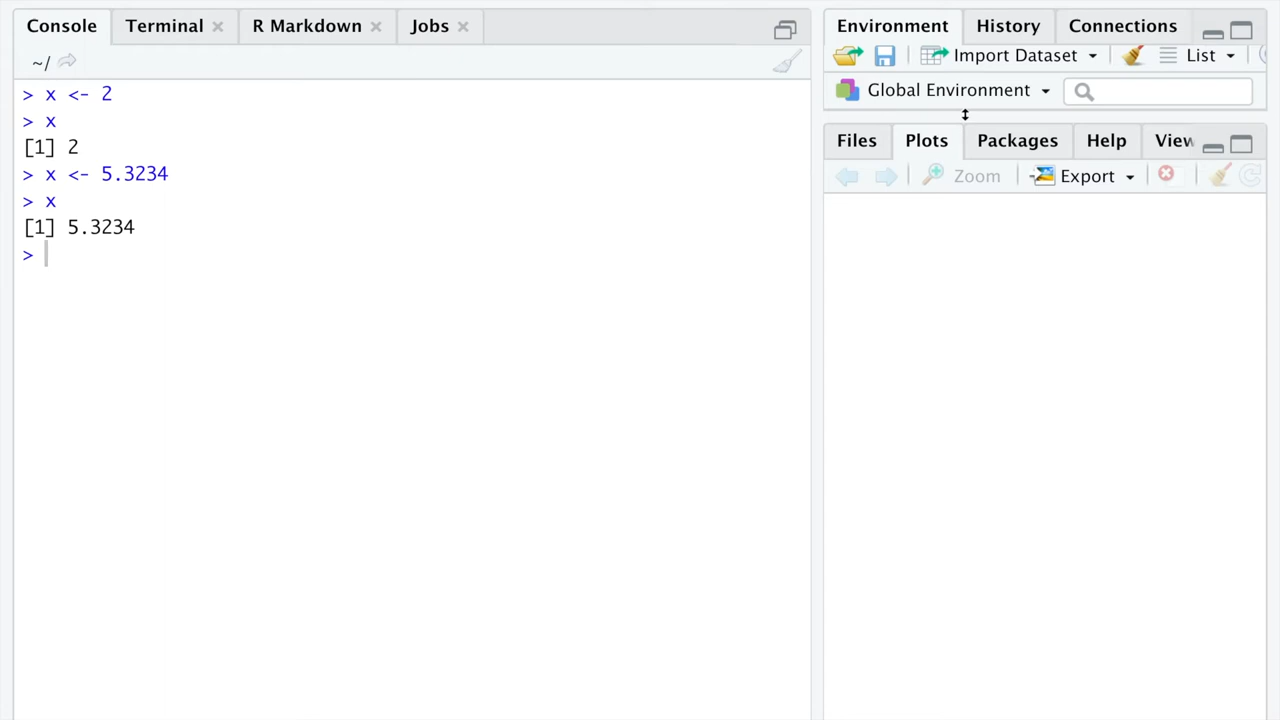 Console Terminal R Markdown Jobs
~/
> x <- 2
> x
[1] 2
> x <- 5.3234
> x
[1] 5.3234
>
Environment History Connections
Import Dataset List
Global Environment
Files Plots Packages Help View
Zoom Export